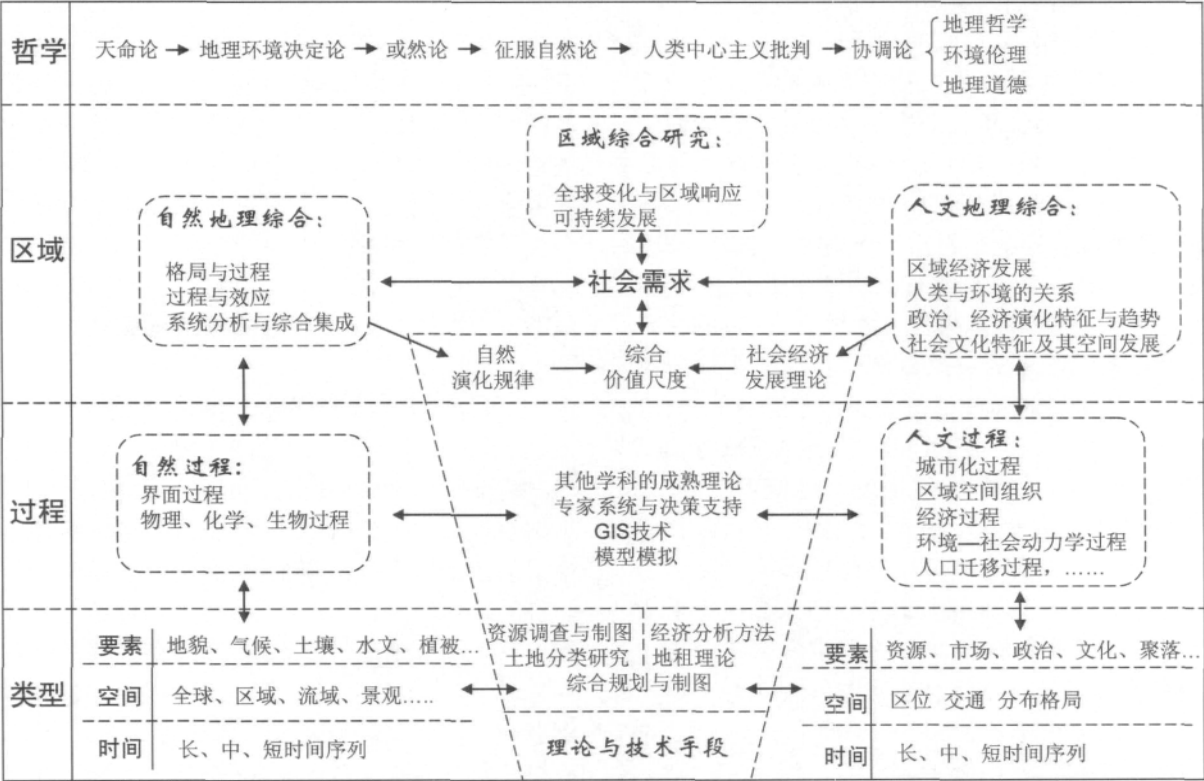 哲学
天命论 → 地理环境决定论 → 或然论 → 征服自然论 → 人类中心主义批判 → 协调论
地理哲学
环境伦理
地理道德
区域
区域综合研究：
全球变化与区域响应
可持续发展
自然地理综合：
格局与过程
过程与效应
系统分析与综合集成
社会需求
人文地理综合：
区域经济发展
人类与环境的关系
政治、经济演化特征与趋势
社会文化特征及其空间发展
自然
演化规律
综合
价值尺度
社会经济
发展理论
过程
自然过程：
界面过程
物理、化学、生物过程
其他学科的成熟理论
专家系统与决策支持
GIS技术
模型模拟
人文过程：
城市化过程
区域空间组织
经济过程
环境—社会动力学过程
人口迁移过程，……
类型
要素 地貌、气候、土壤、水文、植被…
空间 全球、区域、流域、景观……
时间 长、中、短时间序列
资源调查与制图
土地分类研究
经济分析方法
地租理论
综合规划与制图
理论与技术手段
要素 资源、市场、政治、文化、聚落…
空间 区位 交通 分布格局
时间 长、中、短时间序列